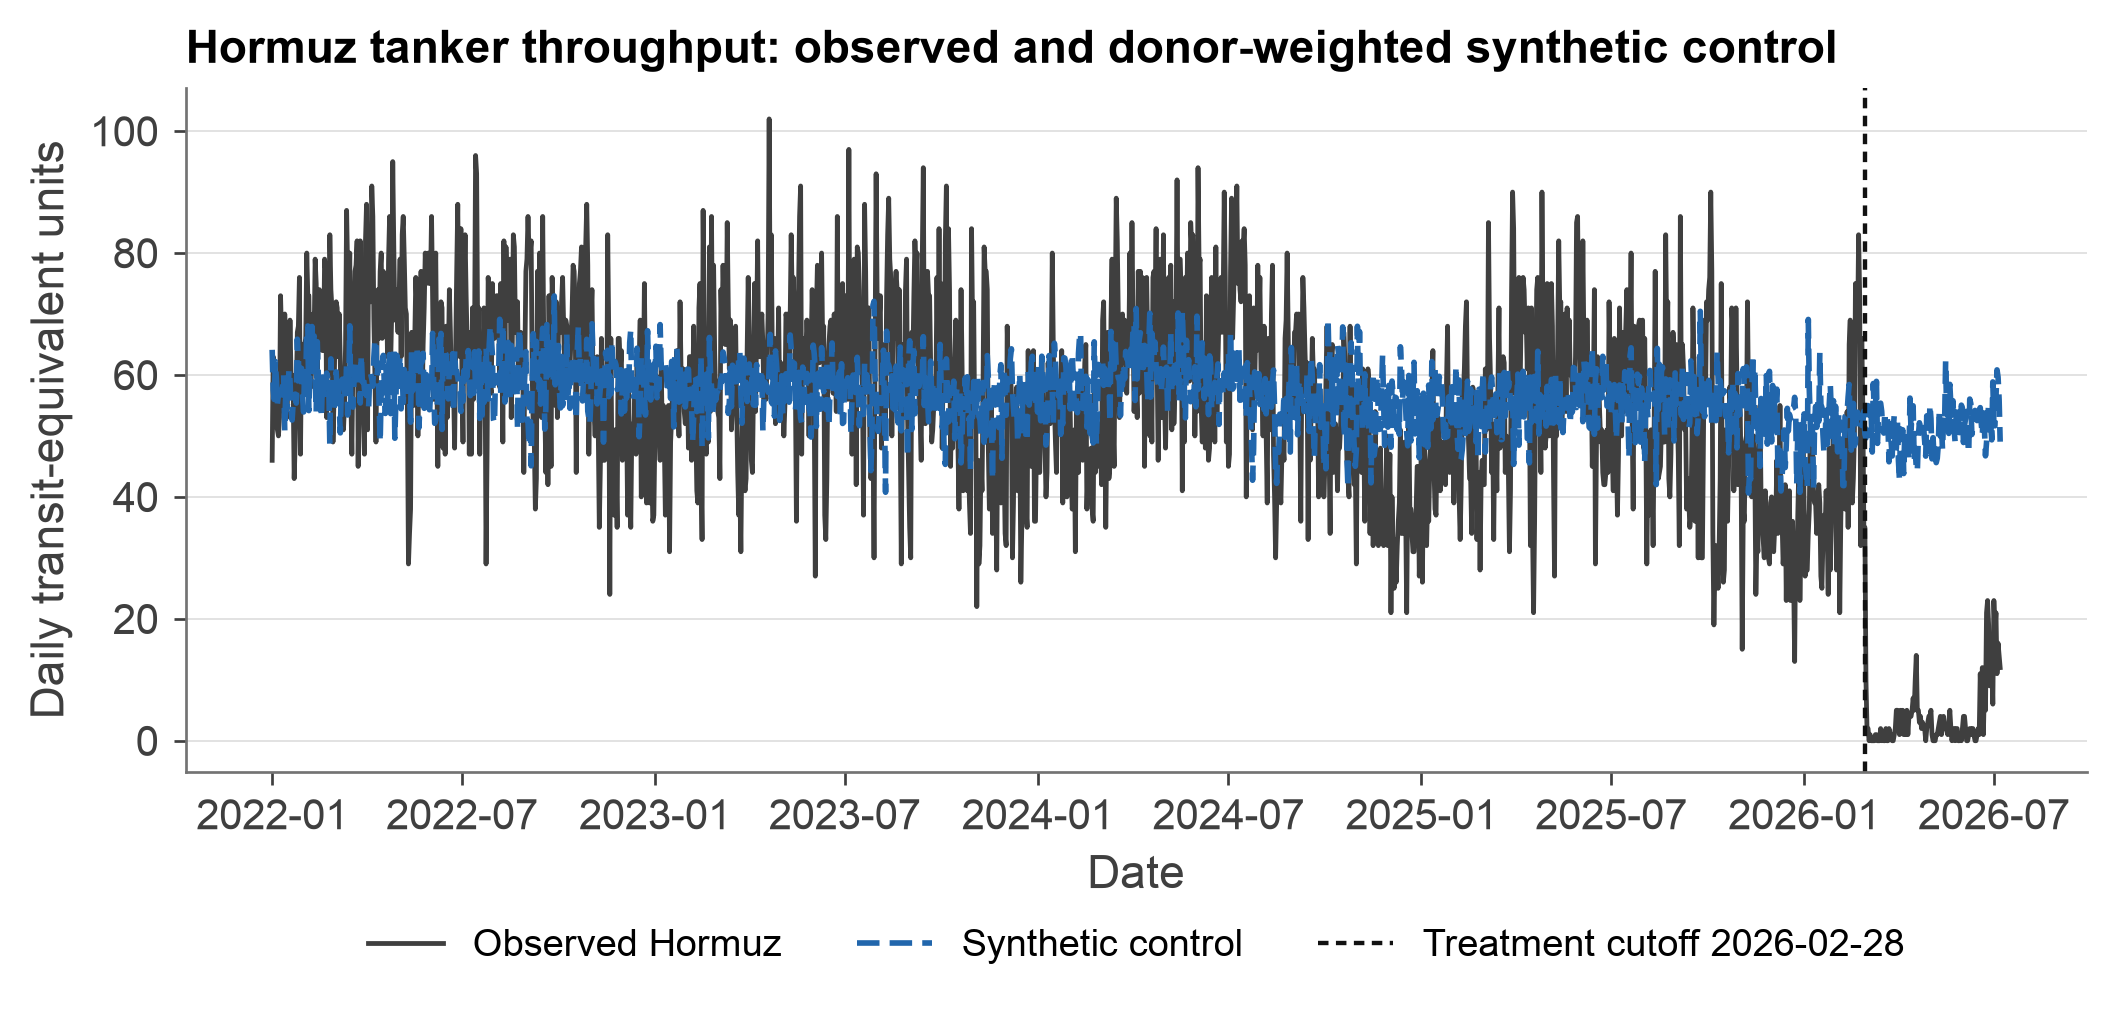 Hormuz tanker throughput: observed and donor-weighted synthetic control
Daily transit-equivalent units
100
80
60
40
20
0
2022-01 2022-07 2023-01 2023-07 2024-01 2024-07 2025-01 2025-07 2026-01 2026-07
Date
Observed Hormuz Synthetic control Treatment cutoff 2026-02-28